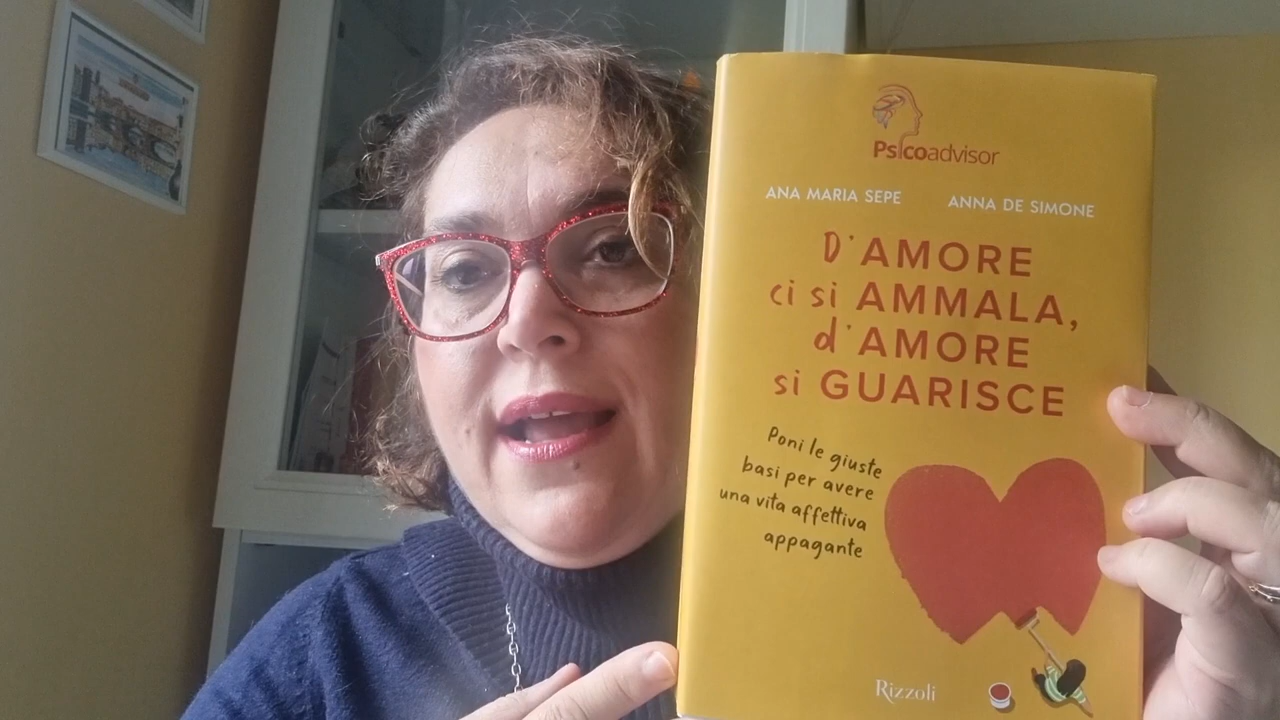 Psicoadvisor
ANA MARIA SEPE ANNA DE SIMONE
D'AMORE
ci si AMMALA,
d'AMORE
si GUARISCE
Poni le giuste
basi per avere
una vita affettiva
appagante
Rizzoli